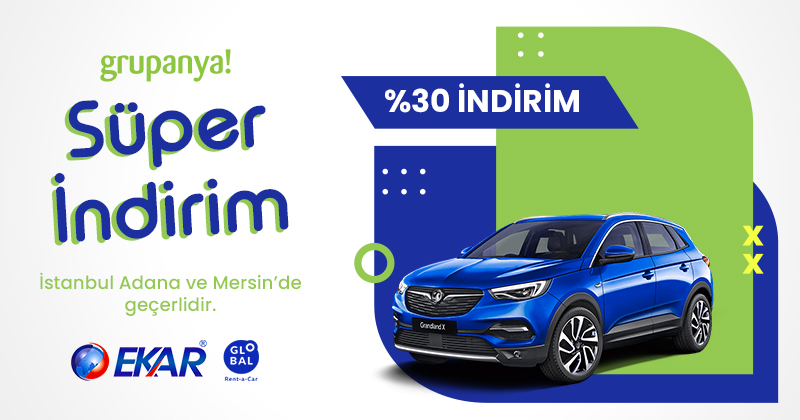 grupanya!
Süper
İndirim
İstanbul Adana ve Mersin’de
geçerlidir.
EKAR®
GLO
BAL
Rent-a-Car
%30 İNDİRİM
Grandland X
X
X